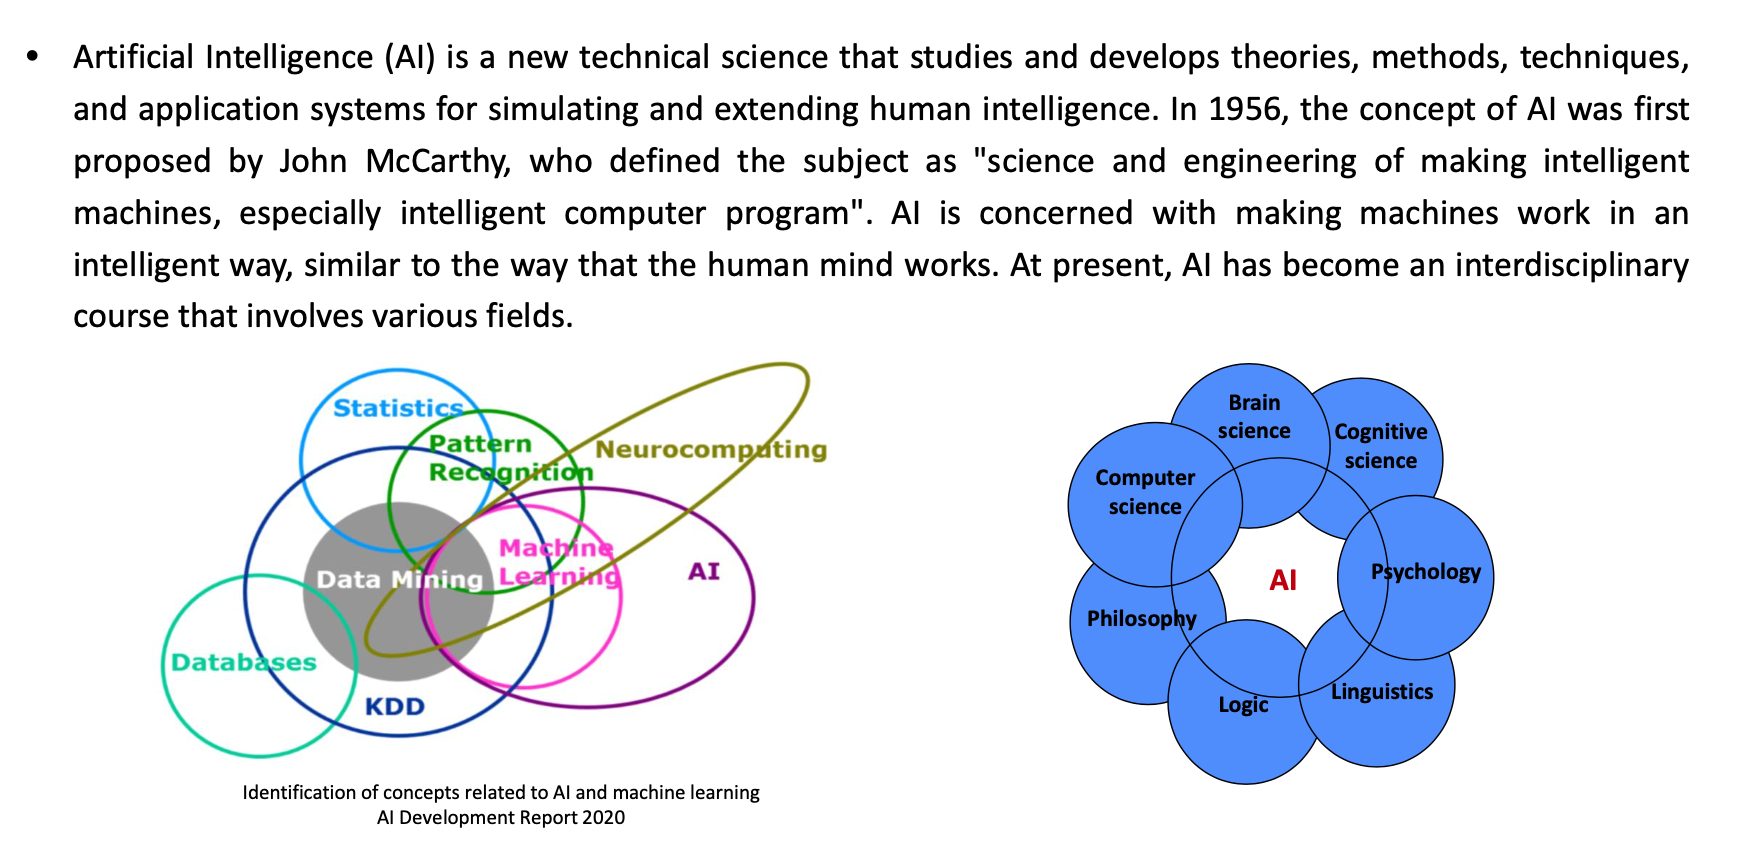 • Artificial Intelligence (AI) is a new technical science that studies and develops theories, methods, techniques,
and application systems for simulating and extending human intelligence. In 1956, the concept of AI was first
proposed by John McCarthy, who defined the subject as "science and engineering of making intelligent
machines, especially intelligent computer program". AI is concerned with making machines work in an
intelligent way, similar to the way that the human mind works. At present, AI has become an interdisciplinary
course that involves various fields.
Statistics
Pattern
Recognition
Neurocomputing
Machine
Learning
AI
Data Mining
Databases
KDD
Identification of concepts related to AI and machine learning
AI Development Report 2020
Brain
science
Cognitive
science
Computer
science
AI
Psychology
Philosophy
Linguistics
Logic